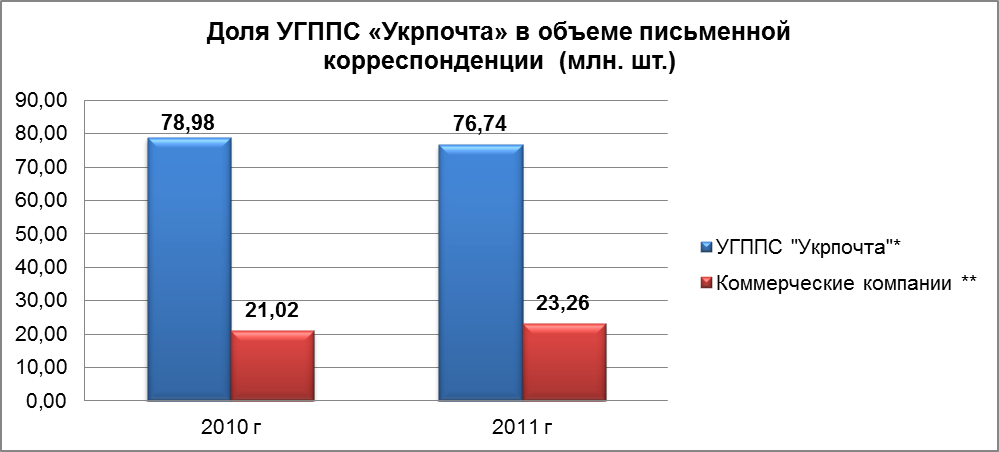 Доля УГППС «Укрпочта» в объеме письменной
корреспонденции (млн. шт.)
90,00
80,00
70,00
60,00
50,00
40,00
30,00
20,00
10,00
0,00
78,98
21,02
76,74
23,26
2010 г
2011 г
УГППС "Укрпочта"*
Коммерческие компании **